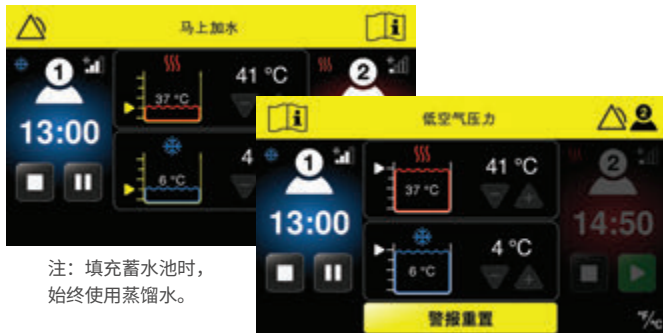 马上加水
1
41 °C
2
37 °C
13:00
4
6 °C
注：填充蓄水池时，
始终使用蒸馏水。
低空气压力
2
1
41 °C
2
37 °C
13:00
14:50
4 °C
6 °C
警报重置
°F/°C